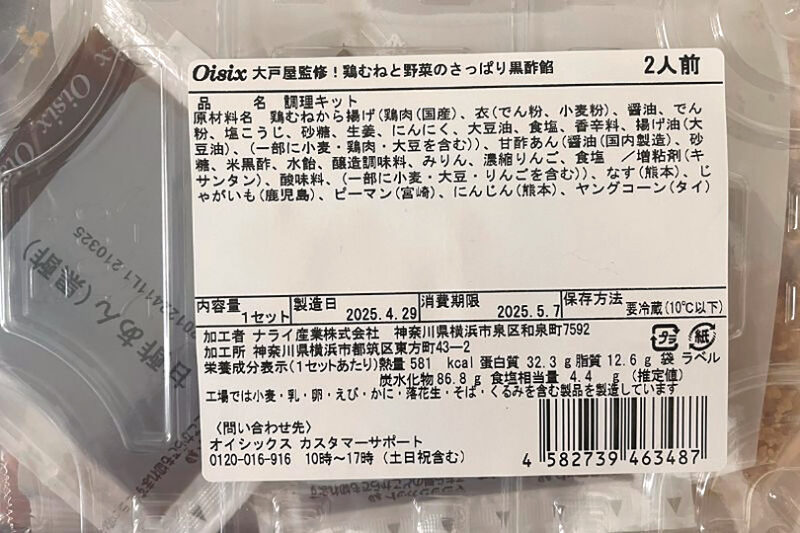 Oisix 大戸屋監修！鶏むねと野菜のさっぱり黒酢餡 2人前
品 名 調理キット
原材料名 鶏むねから揚げ(鶏肉(国産)、衣(でん粉、小麦粉)、醤油、でん
粉、塩こうじ、砂糖、生姜、にんにく、大豆油、食塩、香辛料、揚げ油(大
豆油)、(一部に小麦・鶏肉・大豆を含む))、甘酢あん(醤油(国内製造)、砂
糖、米黒酢、水飴、醸造調味料、みりん、濃縮りんご、食塩 ／増粘剤(キ
サンタン)、酸味料、(一部に小麦・大豆・りんごを含む))、なす(熊本)、じ
ゃがいも(鹿児島)、ピーマン(宮崎)、にんじん(熊本)、ヤングコーン(タイ)
内容量 1セット 製造日 2025.4.29 消費期限 2025.5.7 保存方法 要冷蔵(10℃以下)
加工者 ナライ産業株式会社 神奈川県横浜市泉区和泉町7592
加工所 神奈川県横浜市都筑区東方町43−2
栄養成分表示(1セットあたり)熱量 581 kcal 蛋白質 32.3g 脂質 12.6g
炭水化物 86.8g 食塩相当量 4.4 g (推定値)
プラ 紙
袋 ラベル
工場では小麦・乳・卵・えび・かに・落花生・そば・くるみを含む製品を製造しています
〈問い合わせ先〉
オイシックス カスタマーサポート
0120-016-916 10時〜17時 (土日祝含む)
4 582739 463487
Oisix
甘酢あん(黒酢)